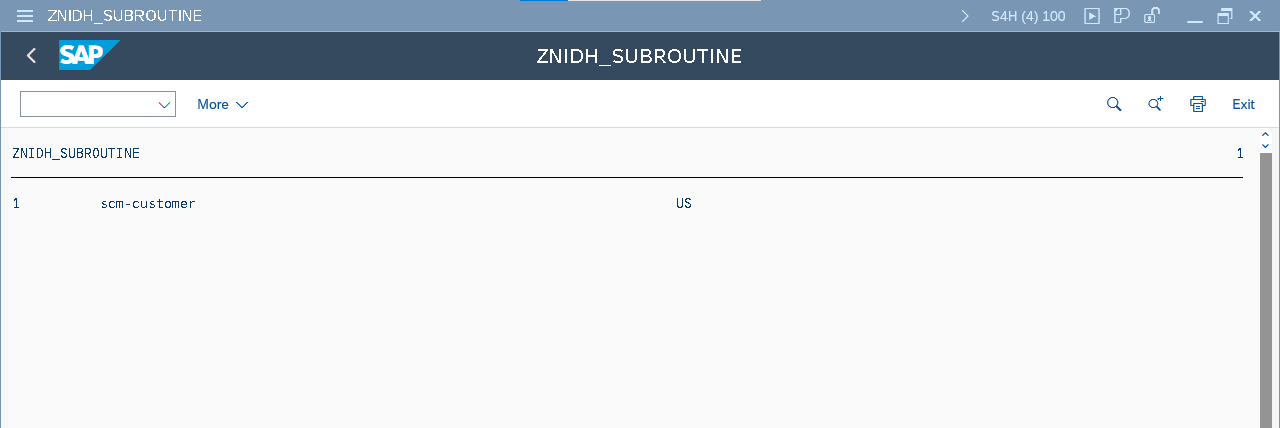 ZNIDH_SUBROUTINE S4H (4) 100
SAP ZNIDH_SUBROUTINE
More Exit
ZNIDH_SUBROUTINE 1
1 scm-customer US